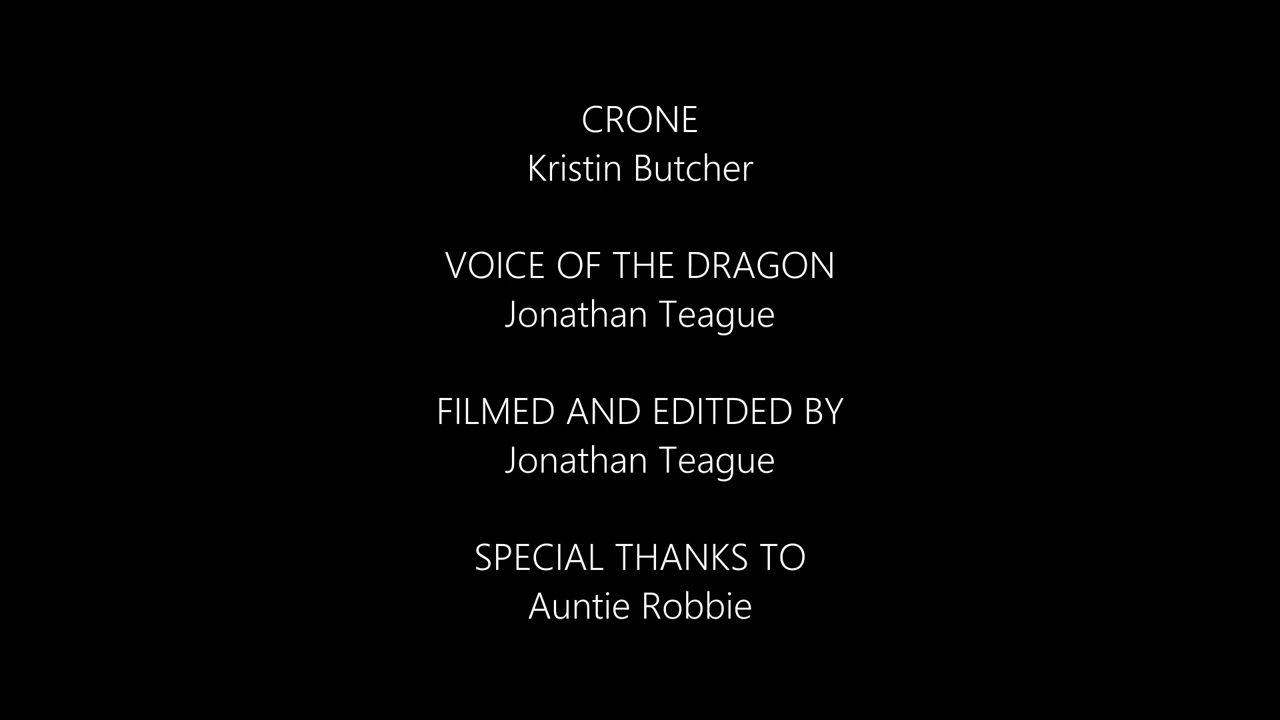 CRONE
Kristin Butcher
VOICE OF THE DRAGON
Jonathan Teague
FILMED AND EDITDED BY
Jonathan Teague
SPECIAL THANKS TO
Auntie Robbie